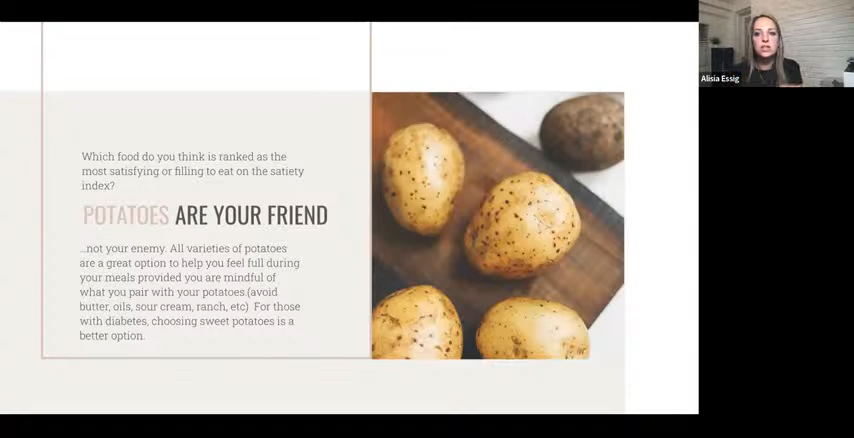 Which food do you think is ranked as the
most satisfying or filling to eat on the satiety
index?
POTATOES ARE YOUR FRIEND
...not your enemy. All varieties of potatoes
are a great option to help you feel full during
your meals provided you are mindful of
what you pair with your potatoes.(avoid
butter, oils, sour cream, ranch, etc) For those
with diabetes, choosing sweet potatoes is a
better option.
Alisia Essig